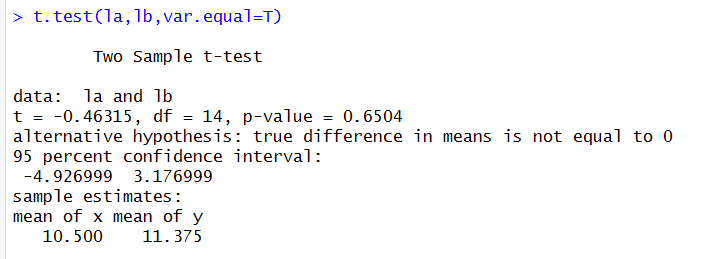 > t.test(la,lb,var.equal=T)
Two Sample t-test
data:  la and lb
t = -0.46315, df = 14, p-value = 0.6504
alternative hypothesis: true difference in means is not equal to 0
95 percent confidence interval:
 -4.926999  3.176999
sample estimates:
mean of x mean of y
   10.500    11.375